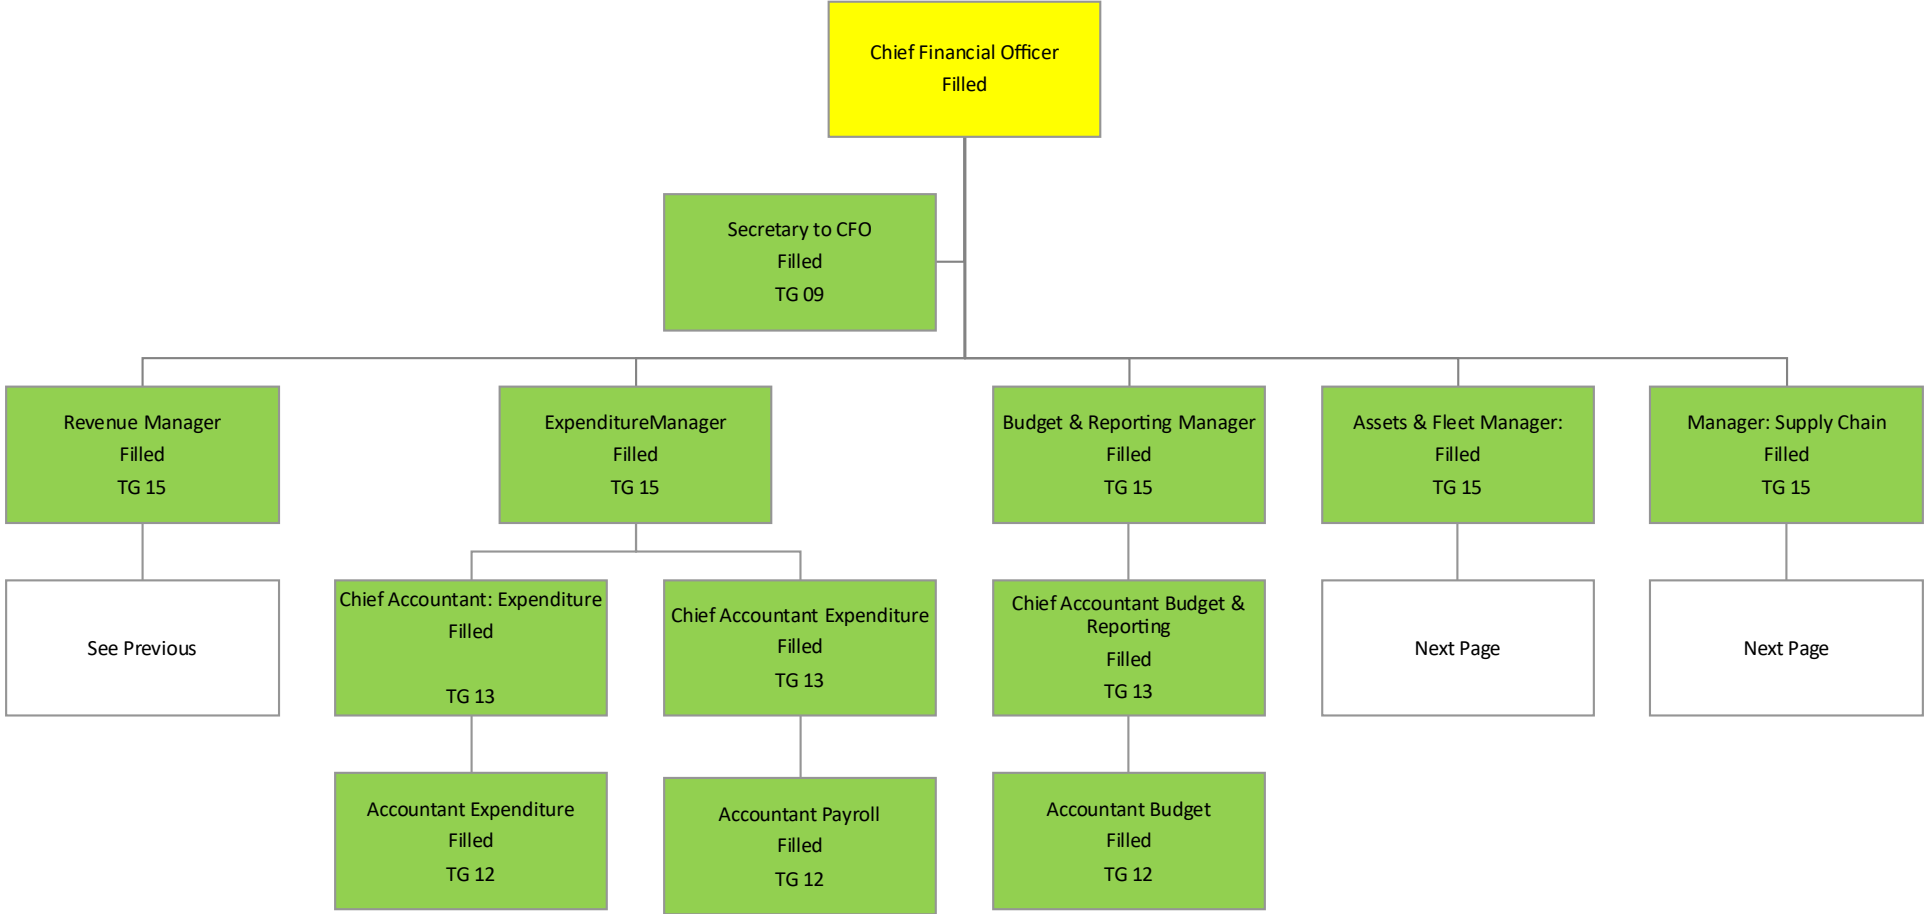 Chief Financial Officer
Filled
Secretary to CFO
Filled
TG 09
Revenue Manager
Filled
TG 15
ExpenditureManager
Filled
TG 15
Budget & Reporting Manager
Filled
TG 15
Assets & Fleet Manager:
Filled
TG 15
Manager: Supply Chain
Filled
TG 15
See Previous
Chief Accountant: Expenditure
Filled
TG 13
Chief Accountant Expenditure
Filled
TG 13
Chief Accountant Budget &
Reporting
Filled
TG 13
Next Page
Next Page
Accountant Expenditure
Filled
TG 12
Accountant Payroll
Filled
TG 12
Accountant Budget
Filled
TG 12